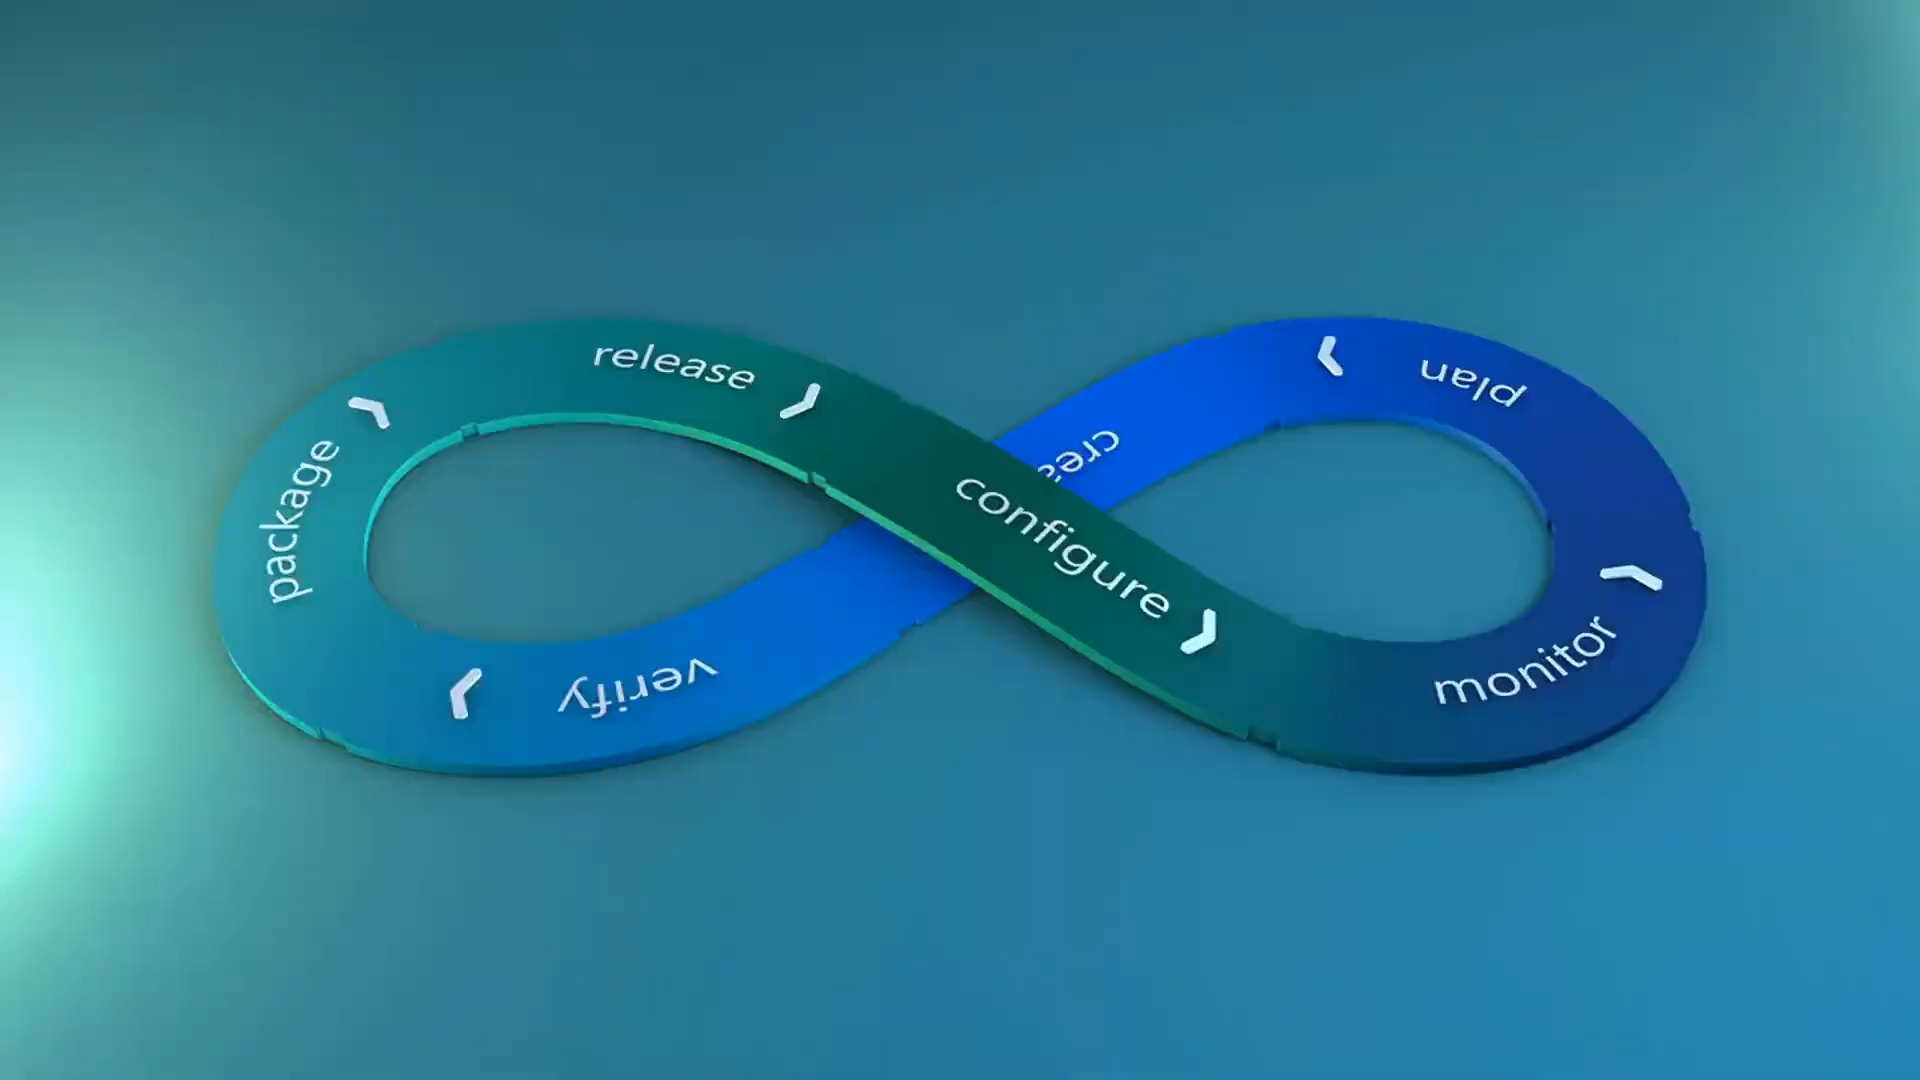 plan
verify
package
release
configure
monitor